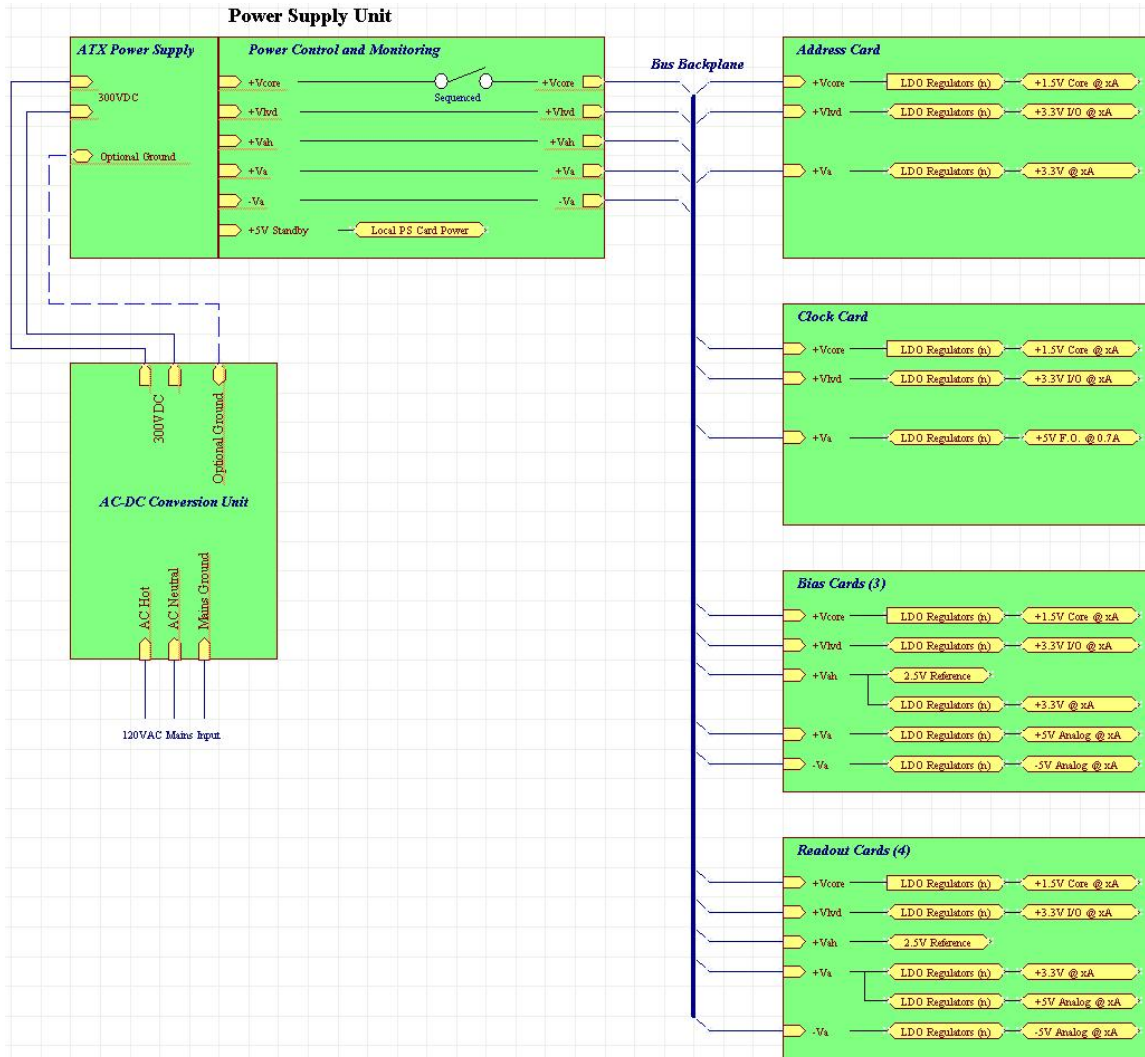 Power Supply Unit
ATX Power Supply
300VDC
Optional Ground
Power Control and Monitoring
+Vcore
Sequenced
+Vcore
+Vlvd
+Vlvd
+Vah
+Vah
+Va
+Va
-Va
-Va
+5V Standby
Local PS Card Power
Bus Backplane
300VDC
Optional Ground
AC-DC Conversion Unit
AC Hot
AC Neutral
Mains Ground
120VAC Mains Input
Address Card
+Vcore LDO Regulators (n) +1.5V Core @ xA
+Vlvd LDO Regulators (n) +3.3V I/O @ xA
+Va LDO Regulators (n) +3.3V @ xA
Clock Card
+Vcore LDO Regulators (n) +1.5V Core @ xA
+Vlvd LDO Regulators (n) +3.3V I/O @ xA
+Va LDO Regulators (n) +5V F.O. @ 0.7A
Bias Cards (3)
+Vcore LDO Regulators (n) +1.5V Core @ xA
+Vlvd LDO Regulators (n) +3.3V I/O @ xA
+Vah 2.5V Reference
LDO Regulators (n) +3.3V @ xA
+Va LDO Regulators (n) +5V Analog @ xA
-Va LDO Regulators (n) -5V Analog @ xA
Readout Cards (4)
+Vcore LDO Regulators (n) +1.5V Core @ xA
+Vlvd LDO Regulators (n) +3.3V I/O @ xA
+Vah 2.5V Reference
+Va LDO Regulators (n) +3.3V @ xA
LDO Regulators (n) +5V Analog @ xA
-Va LDO Regulators (n) -5V Analog @ xA